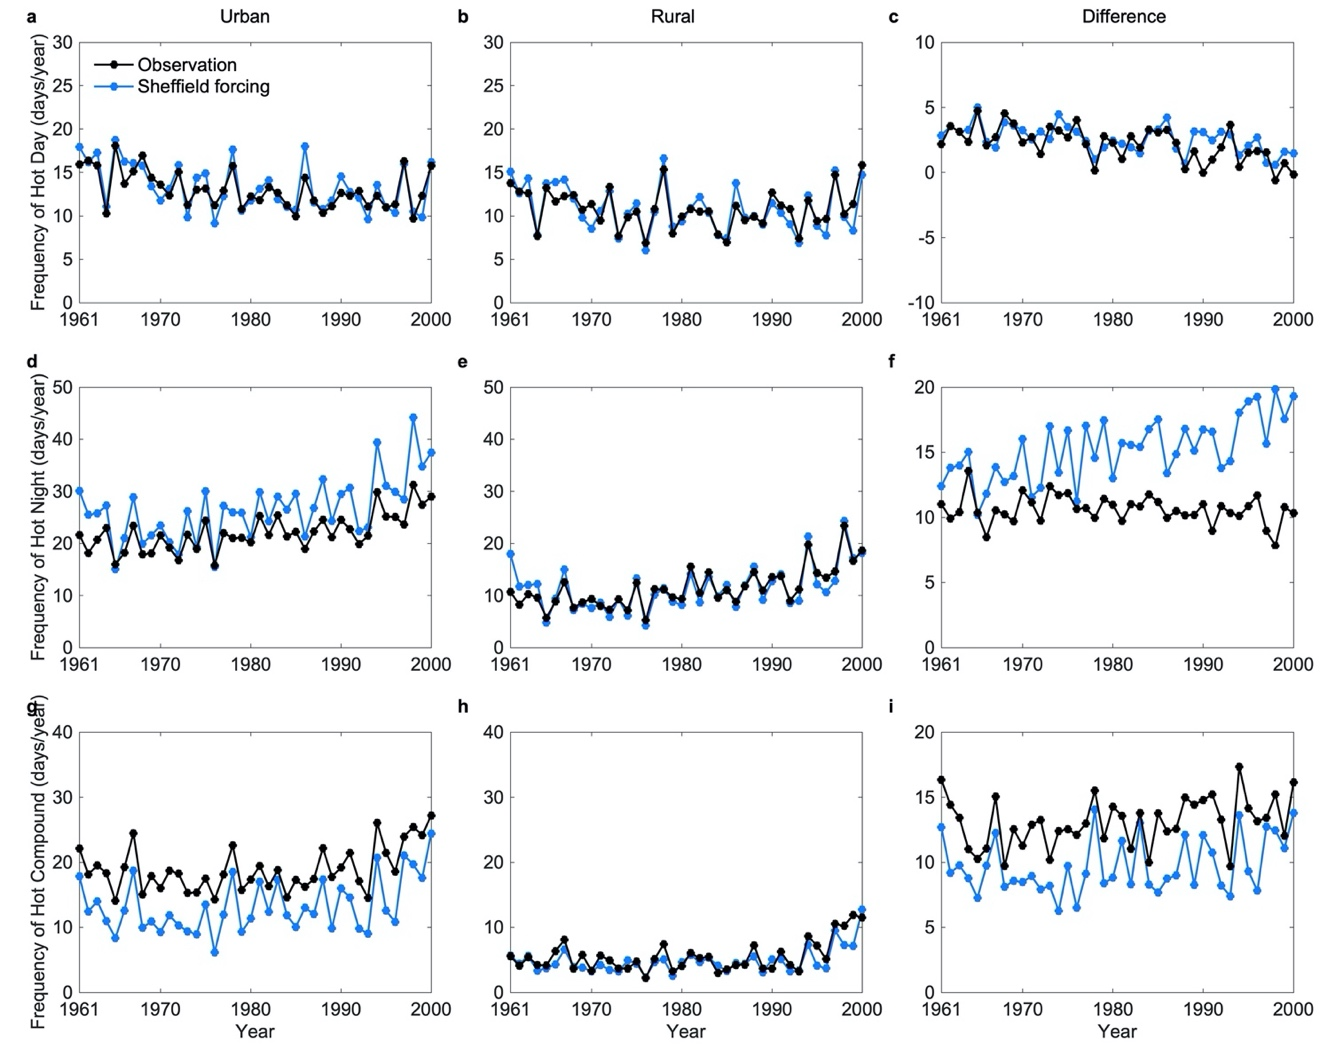 a Urban b Rural c Difference
Frequency of Hot Day (days/year)
30 30 10
Observation
Sheffield forcing
25 25 5
20 20
15 15 0
10 10
5 5 -5
0 0 -10
1961 1970 1980 1990 2000 1961 1970 1980 1990 2000 1961 1970 1980 1990 2000
d e f
Frequency of Hot Night (days/year)
50 50 20
40 40 15
30 30 10
20 20
10 10 5
0 0 0
1961 1970 1980 1990 2000 1961 1970 1980 1990 2000 1961 1970 1980 1990 2000
g h i
Frequency of Hot Compound (days/year)
40 40 20
30 30 15
20 20 10
10 10 5
0 0 0
1961 1970 1980 1990 2000 1961 1970 1980 1990 2000 1961 1970 1980 1990 2000
Year Year Year